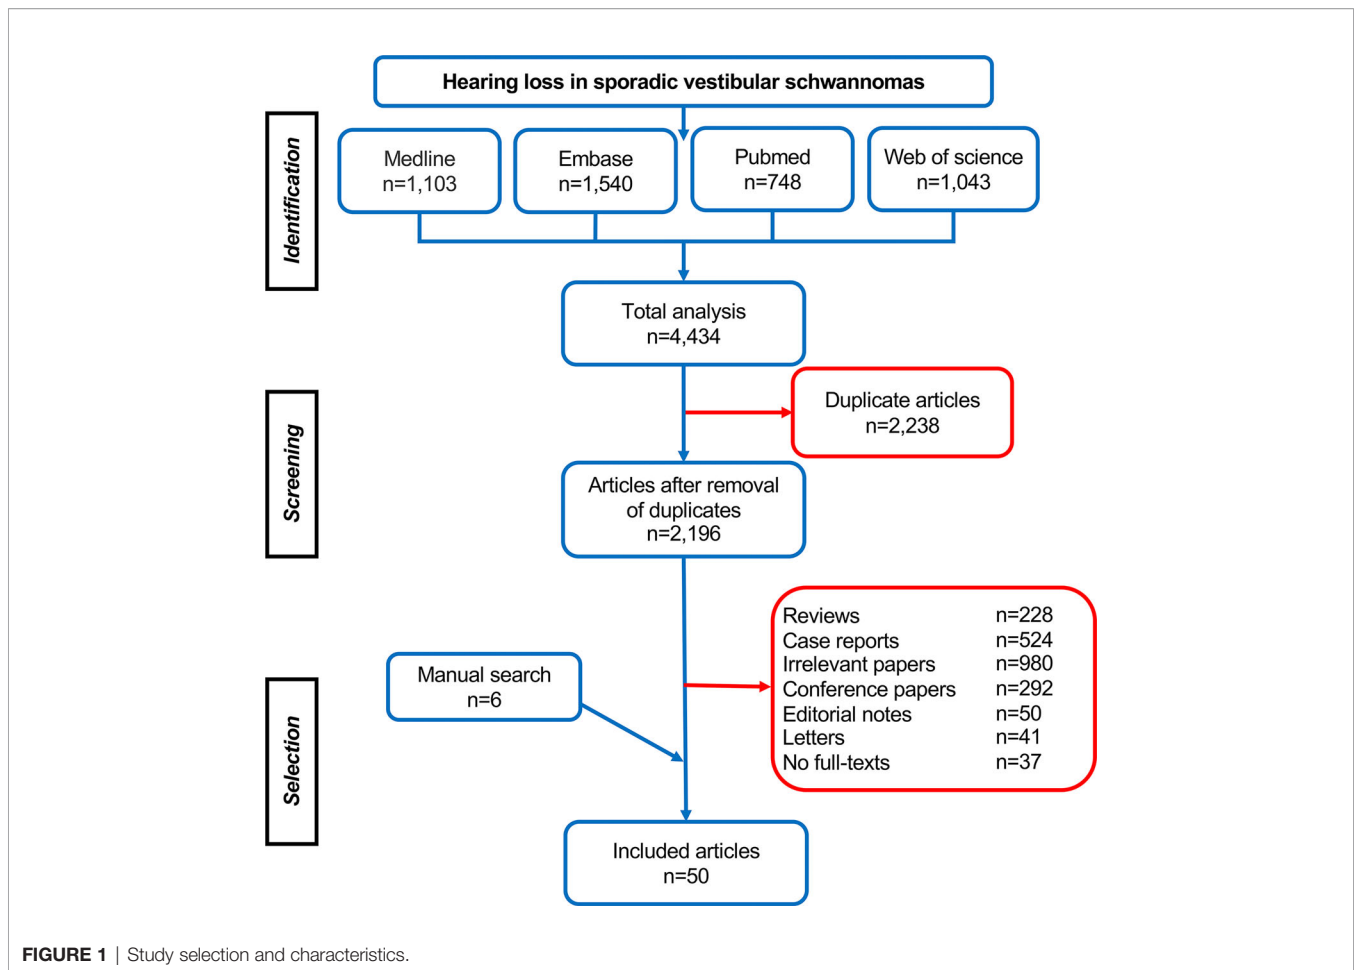 Hearing loss in sporadic vestibular schwannomas
Identification
Medline
n=1,103
Embase
n=1,540
Pubmed
n=748
Web of science
n=1,043
Total analysis
n=4,434
Screening
Duplicate articles
n=2,238
Articles after removal
of duplicates
n=2,196
Selection
Manual search
n=6
Reviews n=228
Case reports n=524
Irrelevant papers n=980
Conference papers n=292
Editorial notes n=50
Letters n=41
No full-texts n=37
Included articles
n=50
FIGURE 1 | Study selection and characteristics.